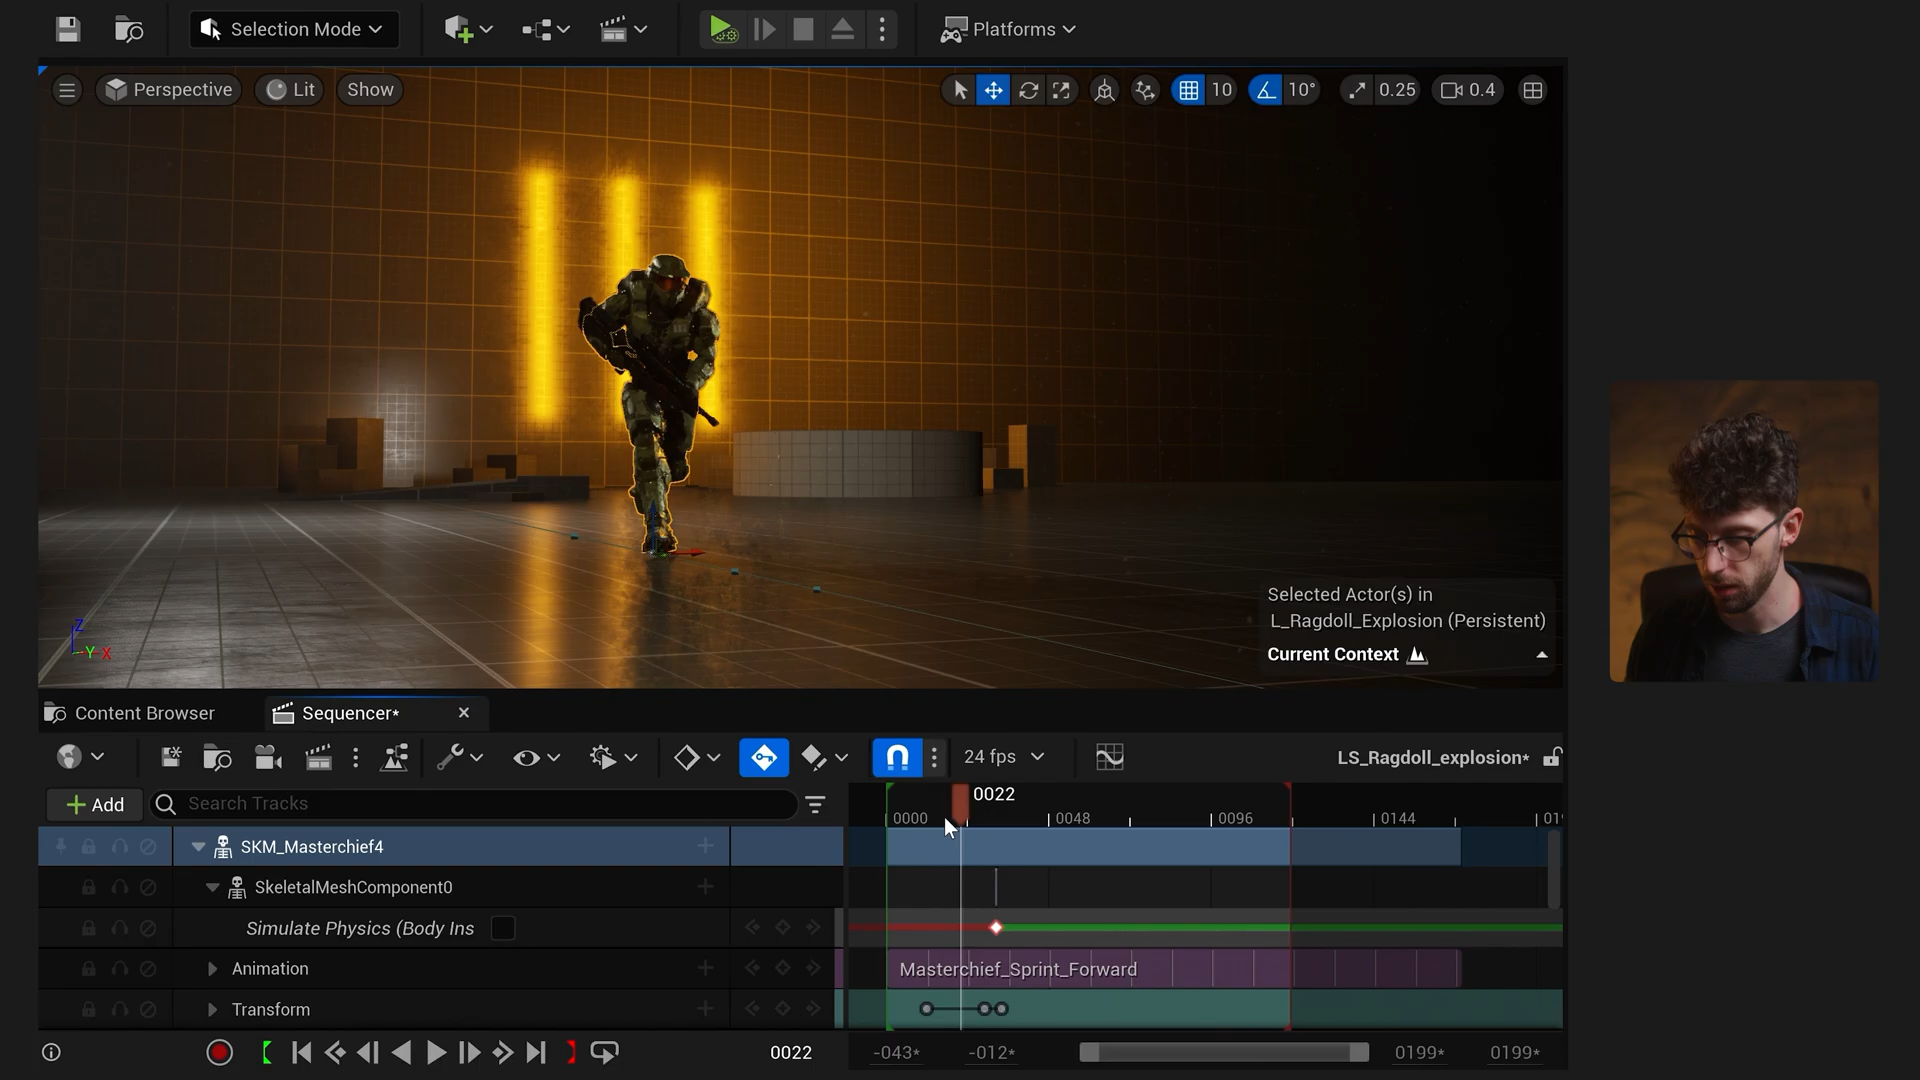 Selection Mode
Platforms
Perspective
Lit
Show
10
10°
0.25
0.4
Z
Y X
Selected Actor(s) in
L_Ragdoll_Explosion (Persistent)
Current Context
Content Browser
Sequencer*
24 fps
LS_Ragdoll_explosion*
+ Add
Search Tracks
0022
0000
0048
0096
0144
SKM_Masterchief4
SkeletalMeshComponent0
Simulate Physics (Body Ins
Animation
Masterchief_Sprint_Forward
Transform
0022
-043*
-012*
0199*
0199*